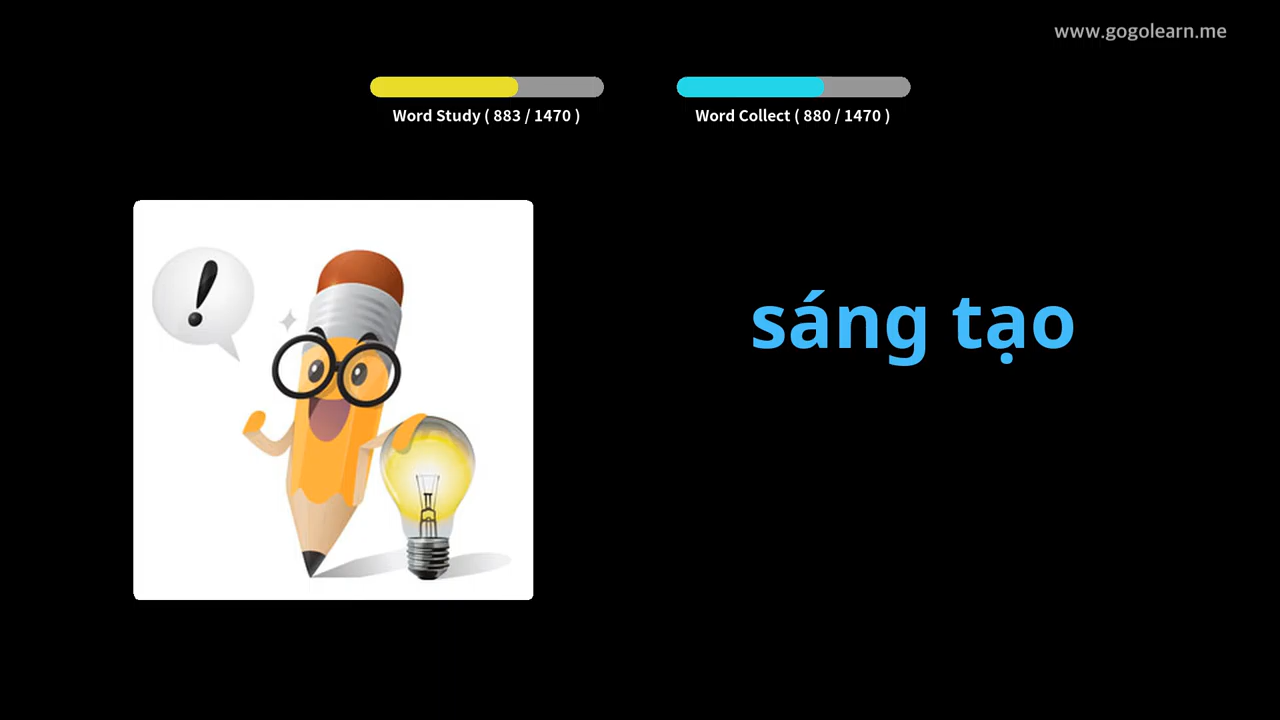 www.gogolearn.me
Word Study ( 883 / 1470 )
Word Collect ( 880 / 1470 )
!
sáng tạo